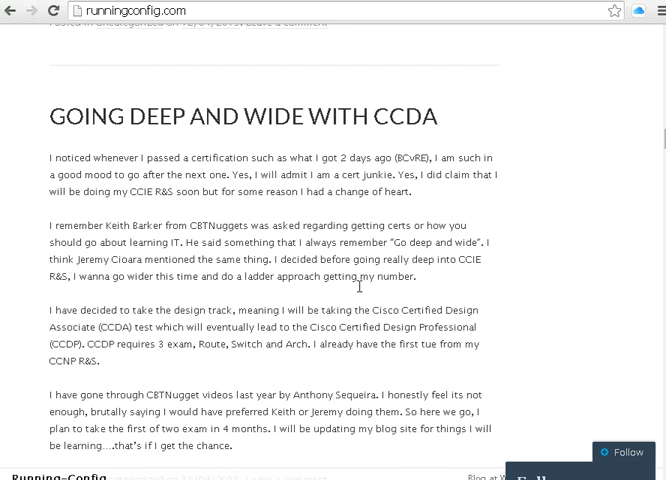 runningconfig.com
Posted in Uncategorized on 12/04/2015. Leave a comment
GOING DEEP AND WIDE WITH CCDA
I noticed whenever I passed a certification such as what I got 2 days ago (BCvRE), I am such in
a good mood to go after the next one. Yes, I will admit I am a cert junkie. Yes, I did claim that I
will be doing my CCIE R&S soon but for some reason I had a change of heart.
I remember Keith Barker from CBTNuggets was asked regarding getting certs or how you
should go about learning IT. He said something that I always remember "Go deep and wide". I
think Jeremy Cioara mentioned the same thing. I decided before going really deep into CCIE
R&S, I wanna go wider this time and do a ladder approach getting my number.
I have decided to take the design track, meaning I will be taking the Cisco Certified Design
Associate (CCDA) test which will eventually lead to the Cisco Certified Design Professional
(CCDP). CCDP requires 3 exam, Route, Switch and Arch. I already have the first tue from my
CCNP R&S.
I have gone through CBTNugget videos last year by Anthony Sequeira. I honestly feel its not
enough, brutally saying I would have preferred Keith or Jeremy doing them. So here we go, I
plan to take the first of two exam in 4 months. I will be updating my blog site for things I will
be learning....that's if I get the chance.
Follow
Running-Config
Blog at W